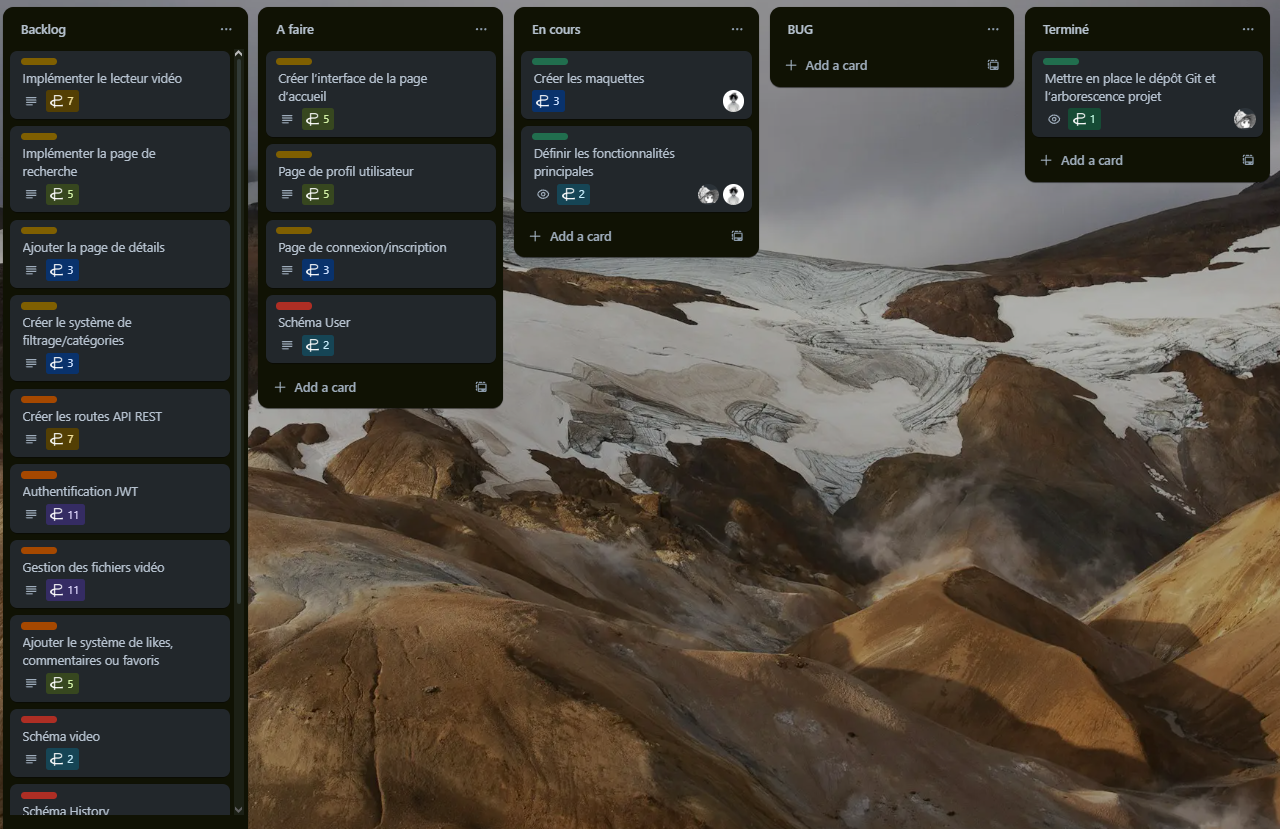 Backlog
Implémenter le lecteur vidéo
7
Implémenter la page de
recherche
5
Ajouter la page de détails
3
Créer le système de
filtrage/catégories
3
Créer les routes API REST
7
Authentification JWT
11
Gestion des fichiers vidéo
11
Ajouter le système de likes,
commentaires ou favoris
5
Schéma video
2
Schéma History
A faire
Créer l'interface de la page
d'accueil
5
Page de profil utilisateur
5
Page de connexion/inscription
3
Schéma User
2
Add a card
En cours
Créer les maquettes
3
Définir les fonctionnalités
principales
2
Add a card
BUG
Add a card
Terminé
Mettre en place le dépôt Git et
l'arborescence projet
1
Add a card